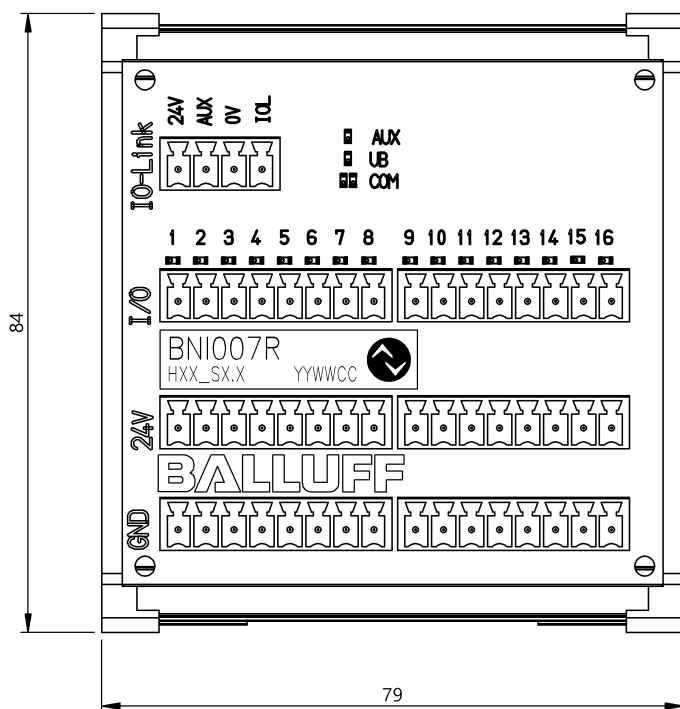 24V AUX 0V IOL
IO-Link
AUX
UB
COM
1 2 3 4 5 6 7 8 9 10 11 12 13 14 15 16
I/O
BNI007R
HXX_SX.X YYWWCC
24V
BALLUFF
GND
84
79